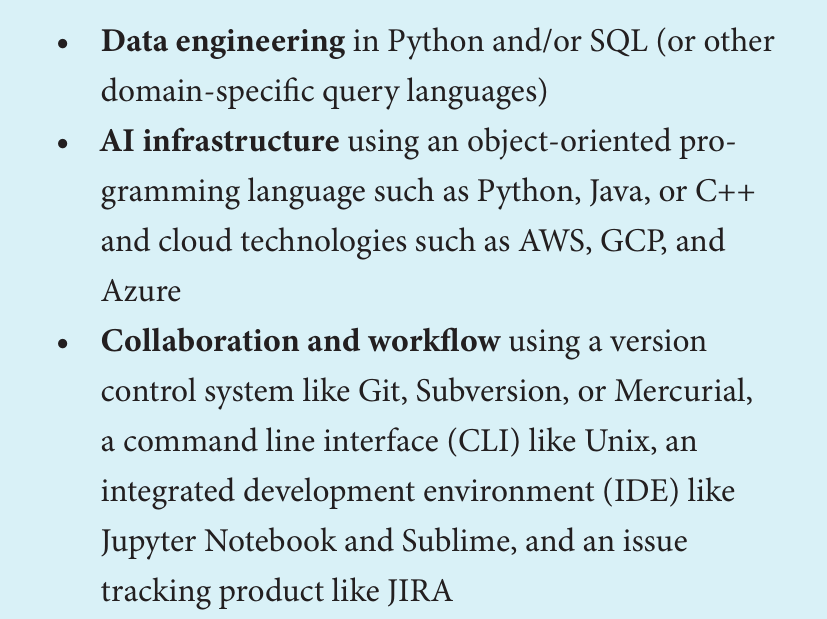 • Data engineering in Python and/or SQL (or other
domain-specific query languages)
• AI infrastructure using an object-oriented pro-
gramming language such as Python, Java, or C++
and cloud technologies such as AWS, GCP, and
Azure
• Collaboration and workflow using a version
control system like Git, Subversion, or Mercurial,
a command line interface (CLI) like Unix, an
integrated development environment (IDE) like
Jupyter Notebook and Sublime, and an issue
tracking product like JIRA